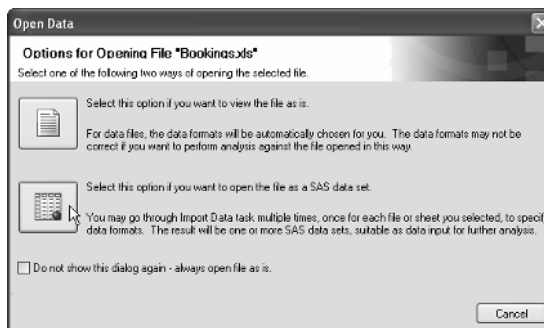 Open Data
Options for Opening File "Bookings.xls"
Select one of the following two ways of opening the selected file.
Select this option if you want to view the file as is.
For data files, the data formats will be automatically chosen for you. The data formats may not be
correct if you want to perform analysis against the file opened in this way.
Select this option if you want to open the file as a SAS data set.
You may go through Import Data task multiple times, once for each file or sheet you selected, to specify
data formats. The result will be one or more SAS data sets, suitable as data input for further analysis.
Do not show this dialog again - always open file as is.
Cancel